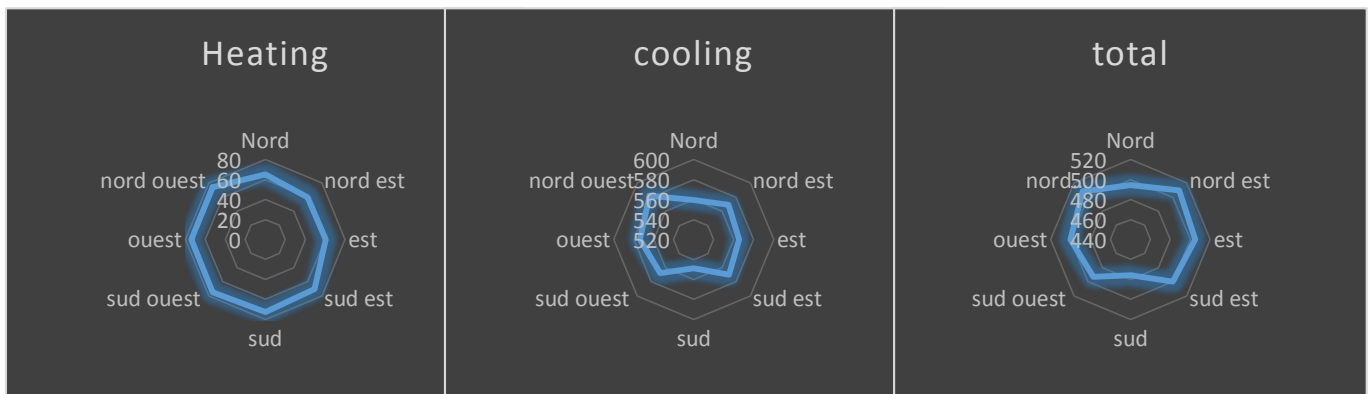 Heating
Nord
80
nord ouest
60
nord est
40
20
ouest
0
est
sud ouest
sud est
sud
cooling
Nord
600
nord ouest
580
nord est
560
540
ouest
520
est
sud ouest
sud est
sud
total
Nord
520
nord…
500
nord est
480
460
ouest
440
est
sud ouest
sud est
sud